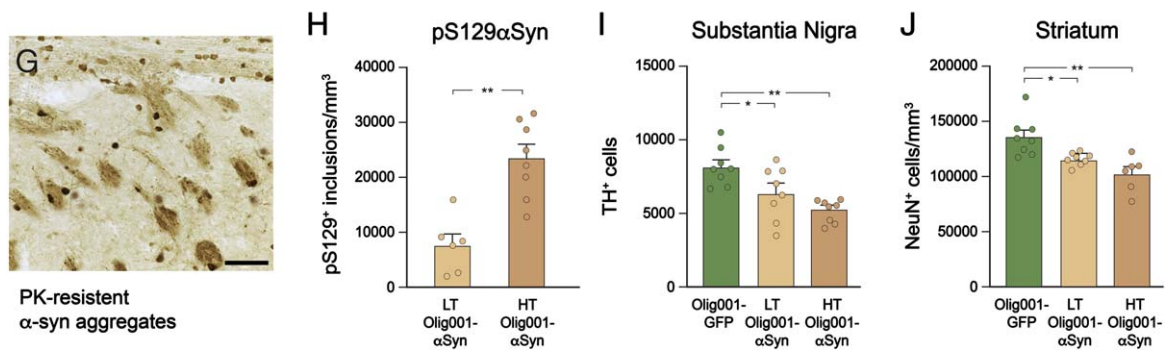 G
PK-resistent
α-syn aggregates
H
pS129αSyn
pS129⁺ inclusions/mm³
40000
30000
20000
10000
0
**
LT
Olig001-
αSyn
HT
Olig001-
αSyn
I
Substantia Nigra
TH⁺ cells
15000
10000
5000
0
**
*
Olig001-
GFP
LT
Olig001-
αSyn
HT
Olig001-
αSyn
J
Striatum
NeuN⁺ cells/mm³
200000
150000
100000
50000
0
**
*
Olig001-
GFP
LT
Olig001-
αSyn
HT
Olig001-
αSyn